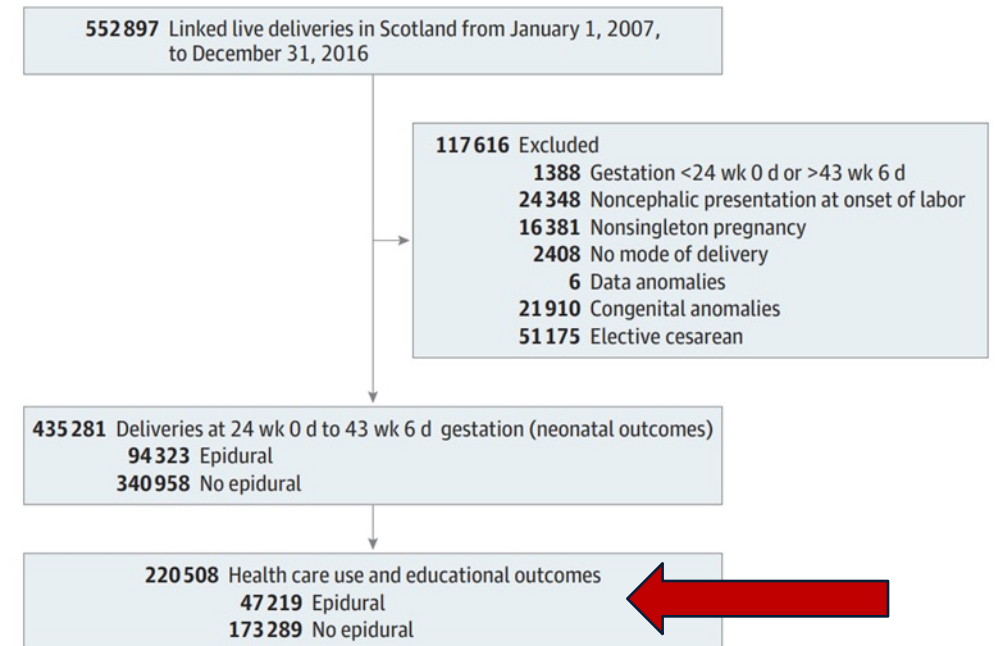 552897 Linked live deliveries in Scotland from January 1, 2007,
to December 31, 2016
117616 Excluded
1388 Gestation <24 wk 0 d or >43 wk 6 d
24348 Noncephalic presentation at onset of labor
16381 Nonsingleton pregnancy
2408 No mode of delivery
6 Data anomalies
21910 Congenital anomalies
51175 Elective cesarean
435281 Deliveries at 24 wk 0 d to 43 wk 6 d gestation (neonatal outcomes)
94323 Epidural
340958 No epidural
220508 Health care use and educational outcomes
47219 Epidural
173289 No epidural